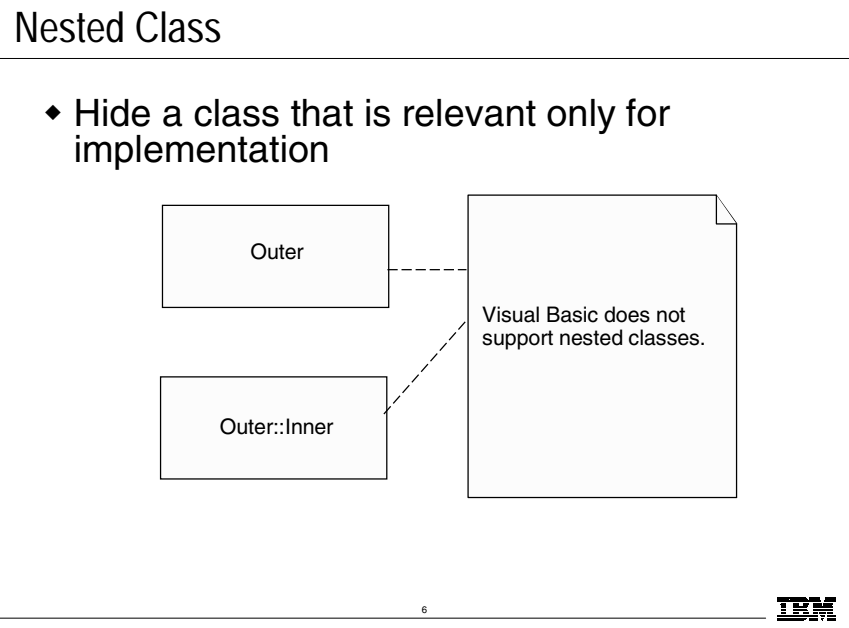 Nested Class
◆ Hide a class that is relevant only for
implementation
Outer
Visual Basic does not
support nested classes.
Outer::Inner
6
IBM